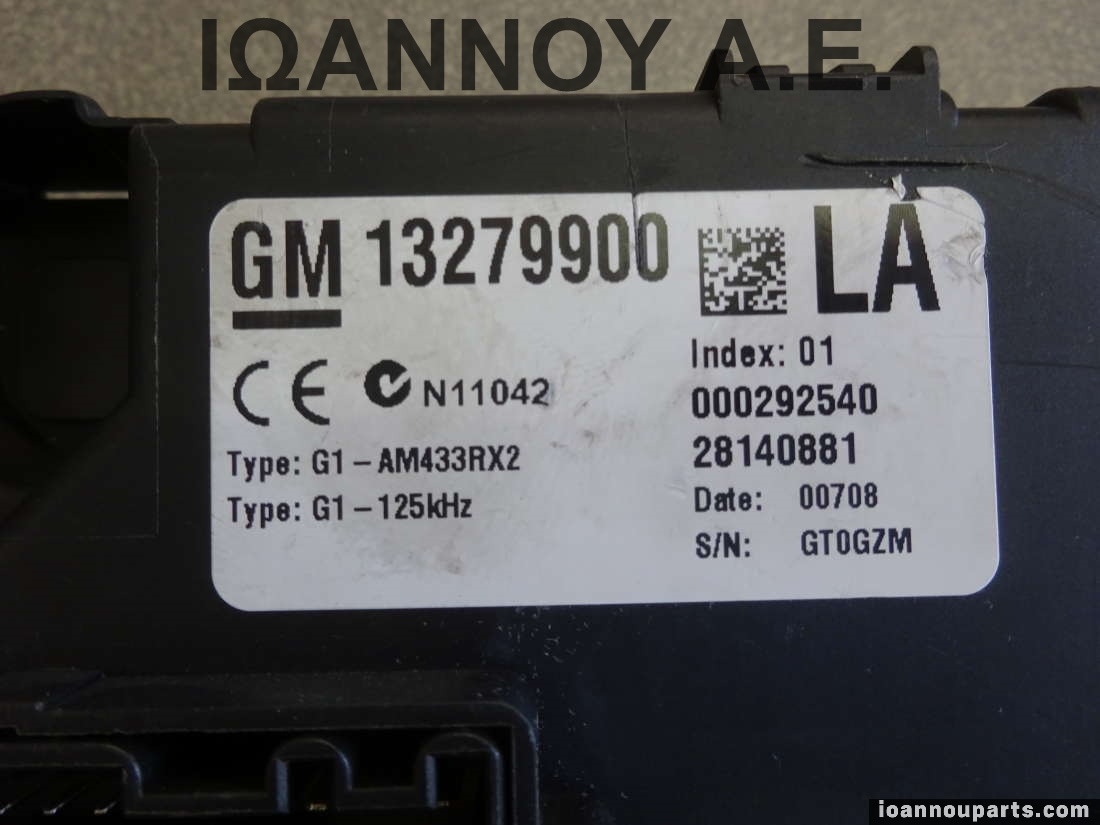 ΙΩΑΝΝΟΥ Α.Ε.
GM 13279900 LA
Index: 01
CE N11042
000292540
Type: G1-AM433RX2
28140881
Type: G1-125kHz
Date: 00708
S/N: GT0GZM
ioannouparts.com